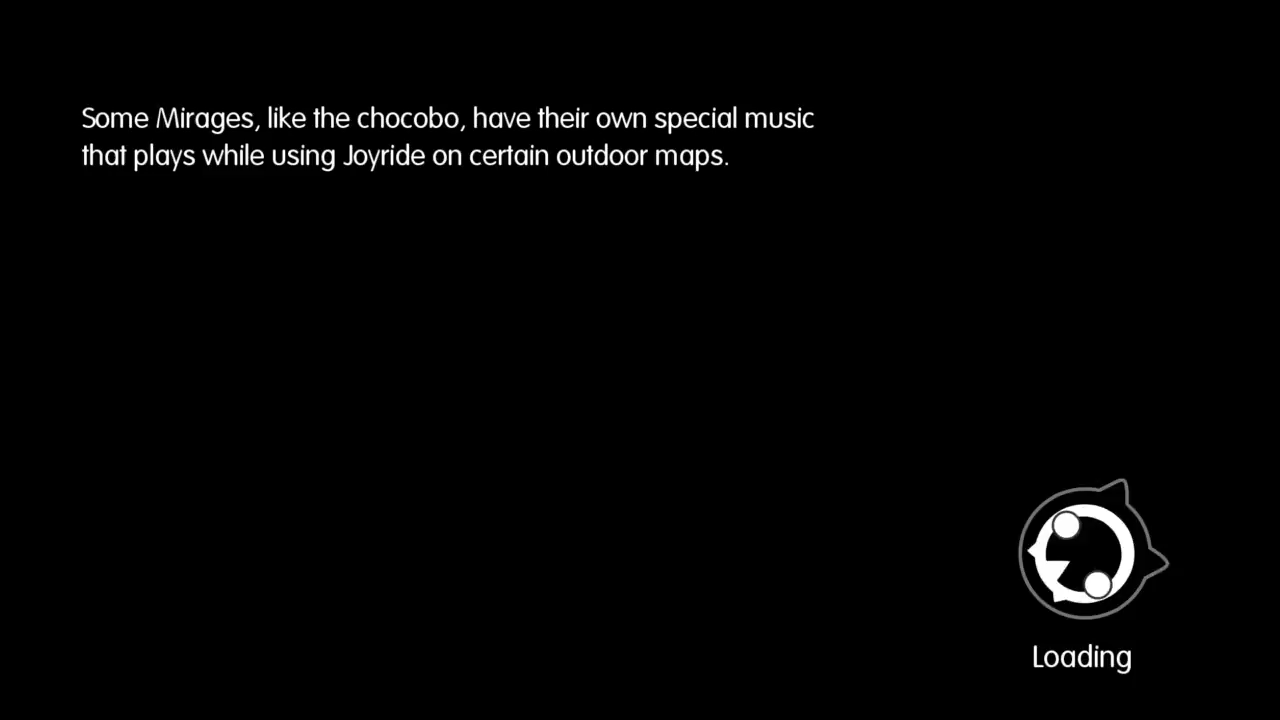 Some Mirages, like the chocobo, have their own special music
that plays while using Joyride on certain outdoor maps.
Loading